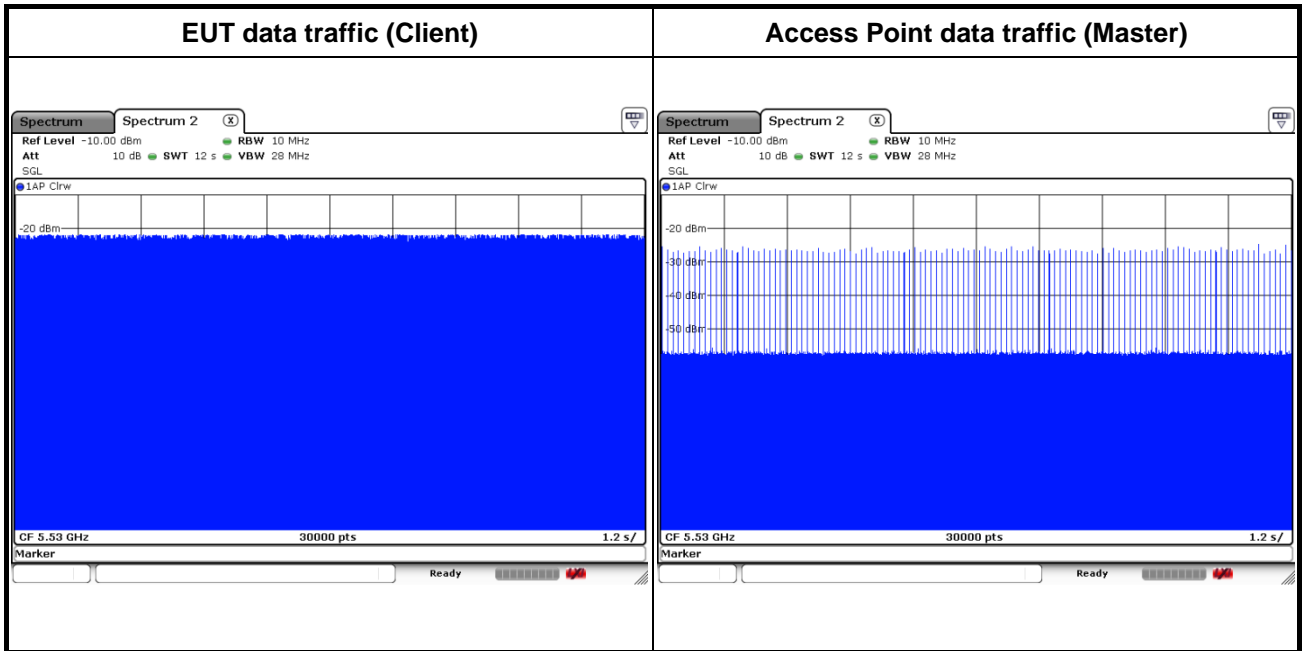 EUT data traffic (Client)
Access Point data traffic (Master)
Spectrum
Spectrum 2
Ref Level -10.00 dBm
RBW 10 MHz
Att 10 dB SWT 12 s VBW 28 MHz
SGL
1AP Clrw
-20 dBm
CF 5.53 GHz 30000 pts 1.2 s/
Marker
Ready
Spectrum
Spectrum 2
Ref Level -10.00 dBm
RBW 10 MHz
Att 10 dB SWT 12 s VBW 28 MHz
SGL
1AP Clrw
-20 dBm
-30 dBm
-40 dBm
-50 dBm
CF 5.53 GHz 30000 pts 1.2 s/
Marker
Ready